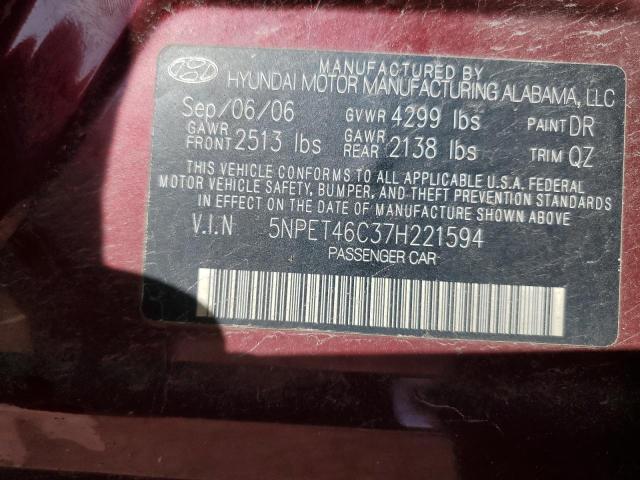 MANUFACTURED BY
HYUNDAI MOTOR MANUFACTURING ALABAMA, LLC
Sep/06/06 GVWR 4299 lbs PAINT DR
GAWR FRONT 2513 lbs GAWR REAR 2138 lbs TRIM QZ
THIS VEHICLE CONFORMS TO ALL APPLICABLE U.S.A. FEDERAL
MOTOR VEHICLE SAFETY, BUMPER, AND THEFT PREVENTION STANDARDS
IN EFFECT ON THE DATE OF MANUFACTURE SHOWN ABOVE
V.I.N 5NPET46C37H221594
PASSENGER CAR